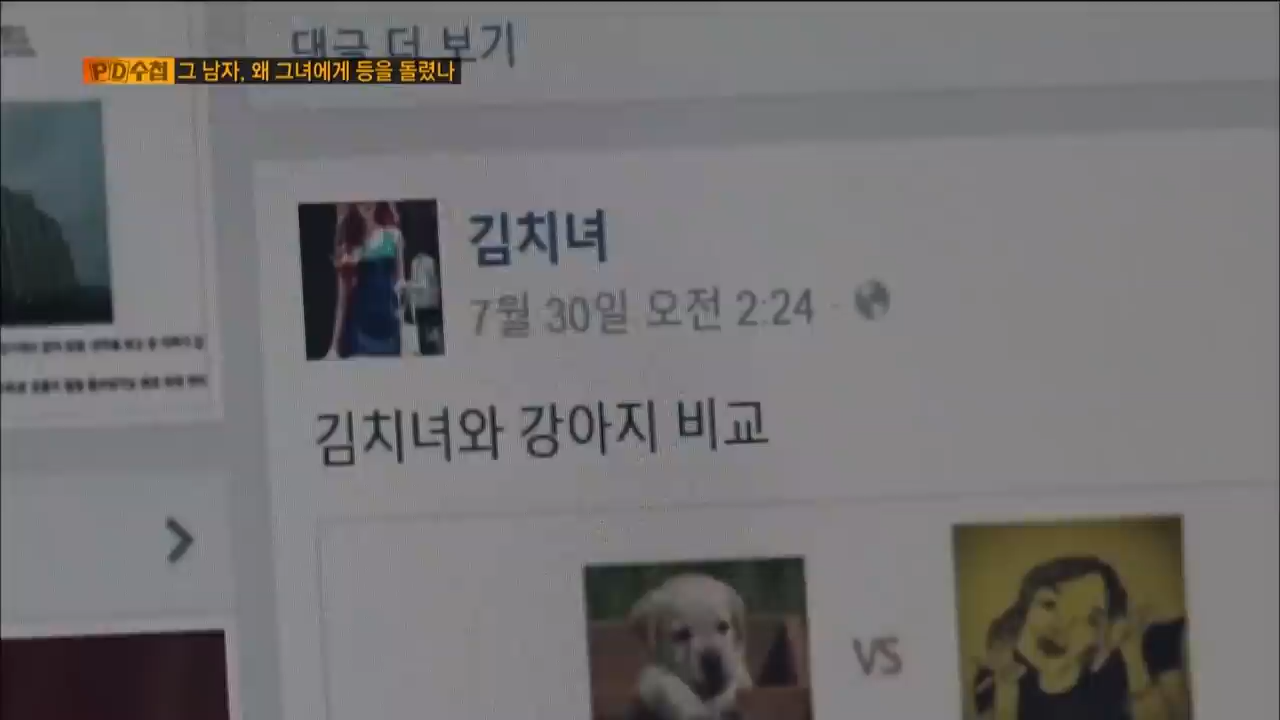 댓글 더 보기
PD수첩 그 남자, 왜 그녀에게 등을 돌렸나
김치녀
7월 30일 오전 2:24 ·
김치녀와 강아지 비교
VS